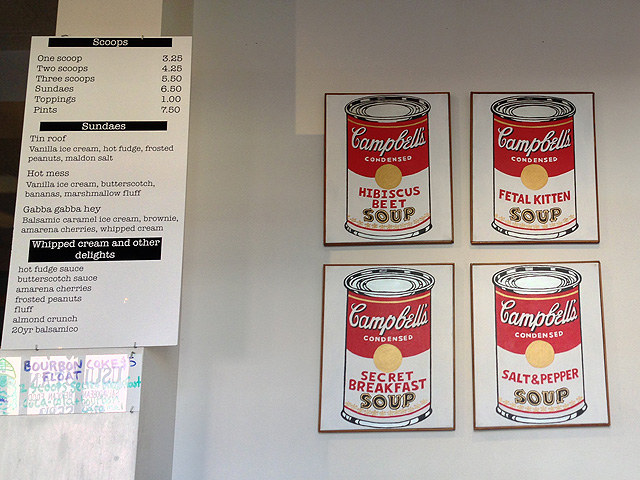 Scoops
One scoop 3.25
Two scoops 4.25
Three scoops 5.50
Sundaes 6.50
Toppings 1.00
Pints 7.50
Sundaes
Tin roof
Vanilla ice cream, hot fudge, frosted
peanuts, maldon salt
Hot mess
Vanilla ice cream, butterscotch,
bananas, marshmallow fluff
Gabba gabba hey
Balsamic caramel ice cream, brownie,
amarena cherries, whipped cream
Whipped cream and other
delights
hot fudge sauce
butterscotch sauce
amarena cherries
frosted peanuts
fluff
almond crunch
20yr balsamico
BOURBON COKE
FLOAT
Campbell's
CONDENSED
HIBISCUS
BEET
SOUP
Campbell's
CONDENSED
FETAL KITTEN
SOUP
Campbell's
CONDENSED
SECRET
BREAKFAST
SOUP
Campbell's
CONDENSED
SALT & PEPPER
SOUP